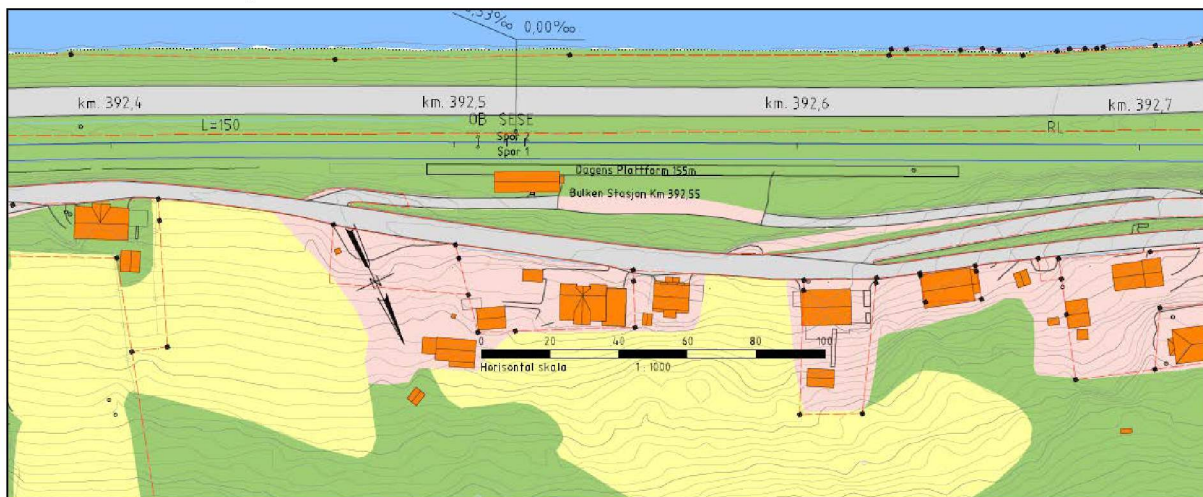 0,00‰
km. 392,4
km. 392,5
km. 392,6
km. 392,7
L=150
OB
SESE
RL
Spor 2
Spor 1
Dagens Plattform 155m
Bulken Stasjon Km 392,55
0 20 40 60 80 100
Horisontal skala 1:1000